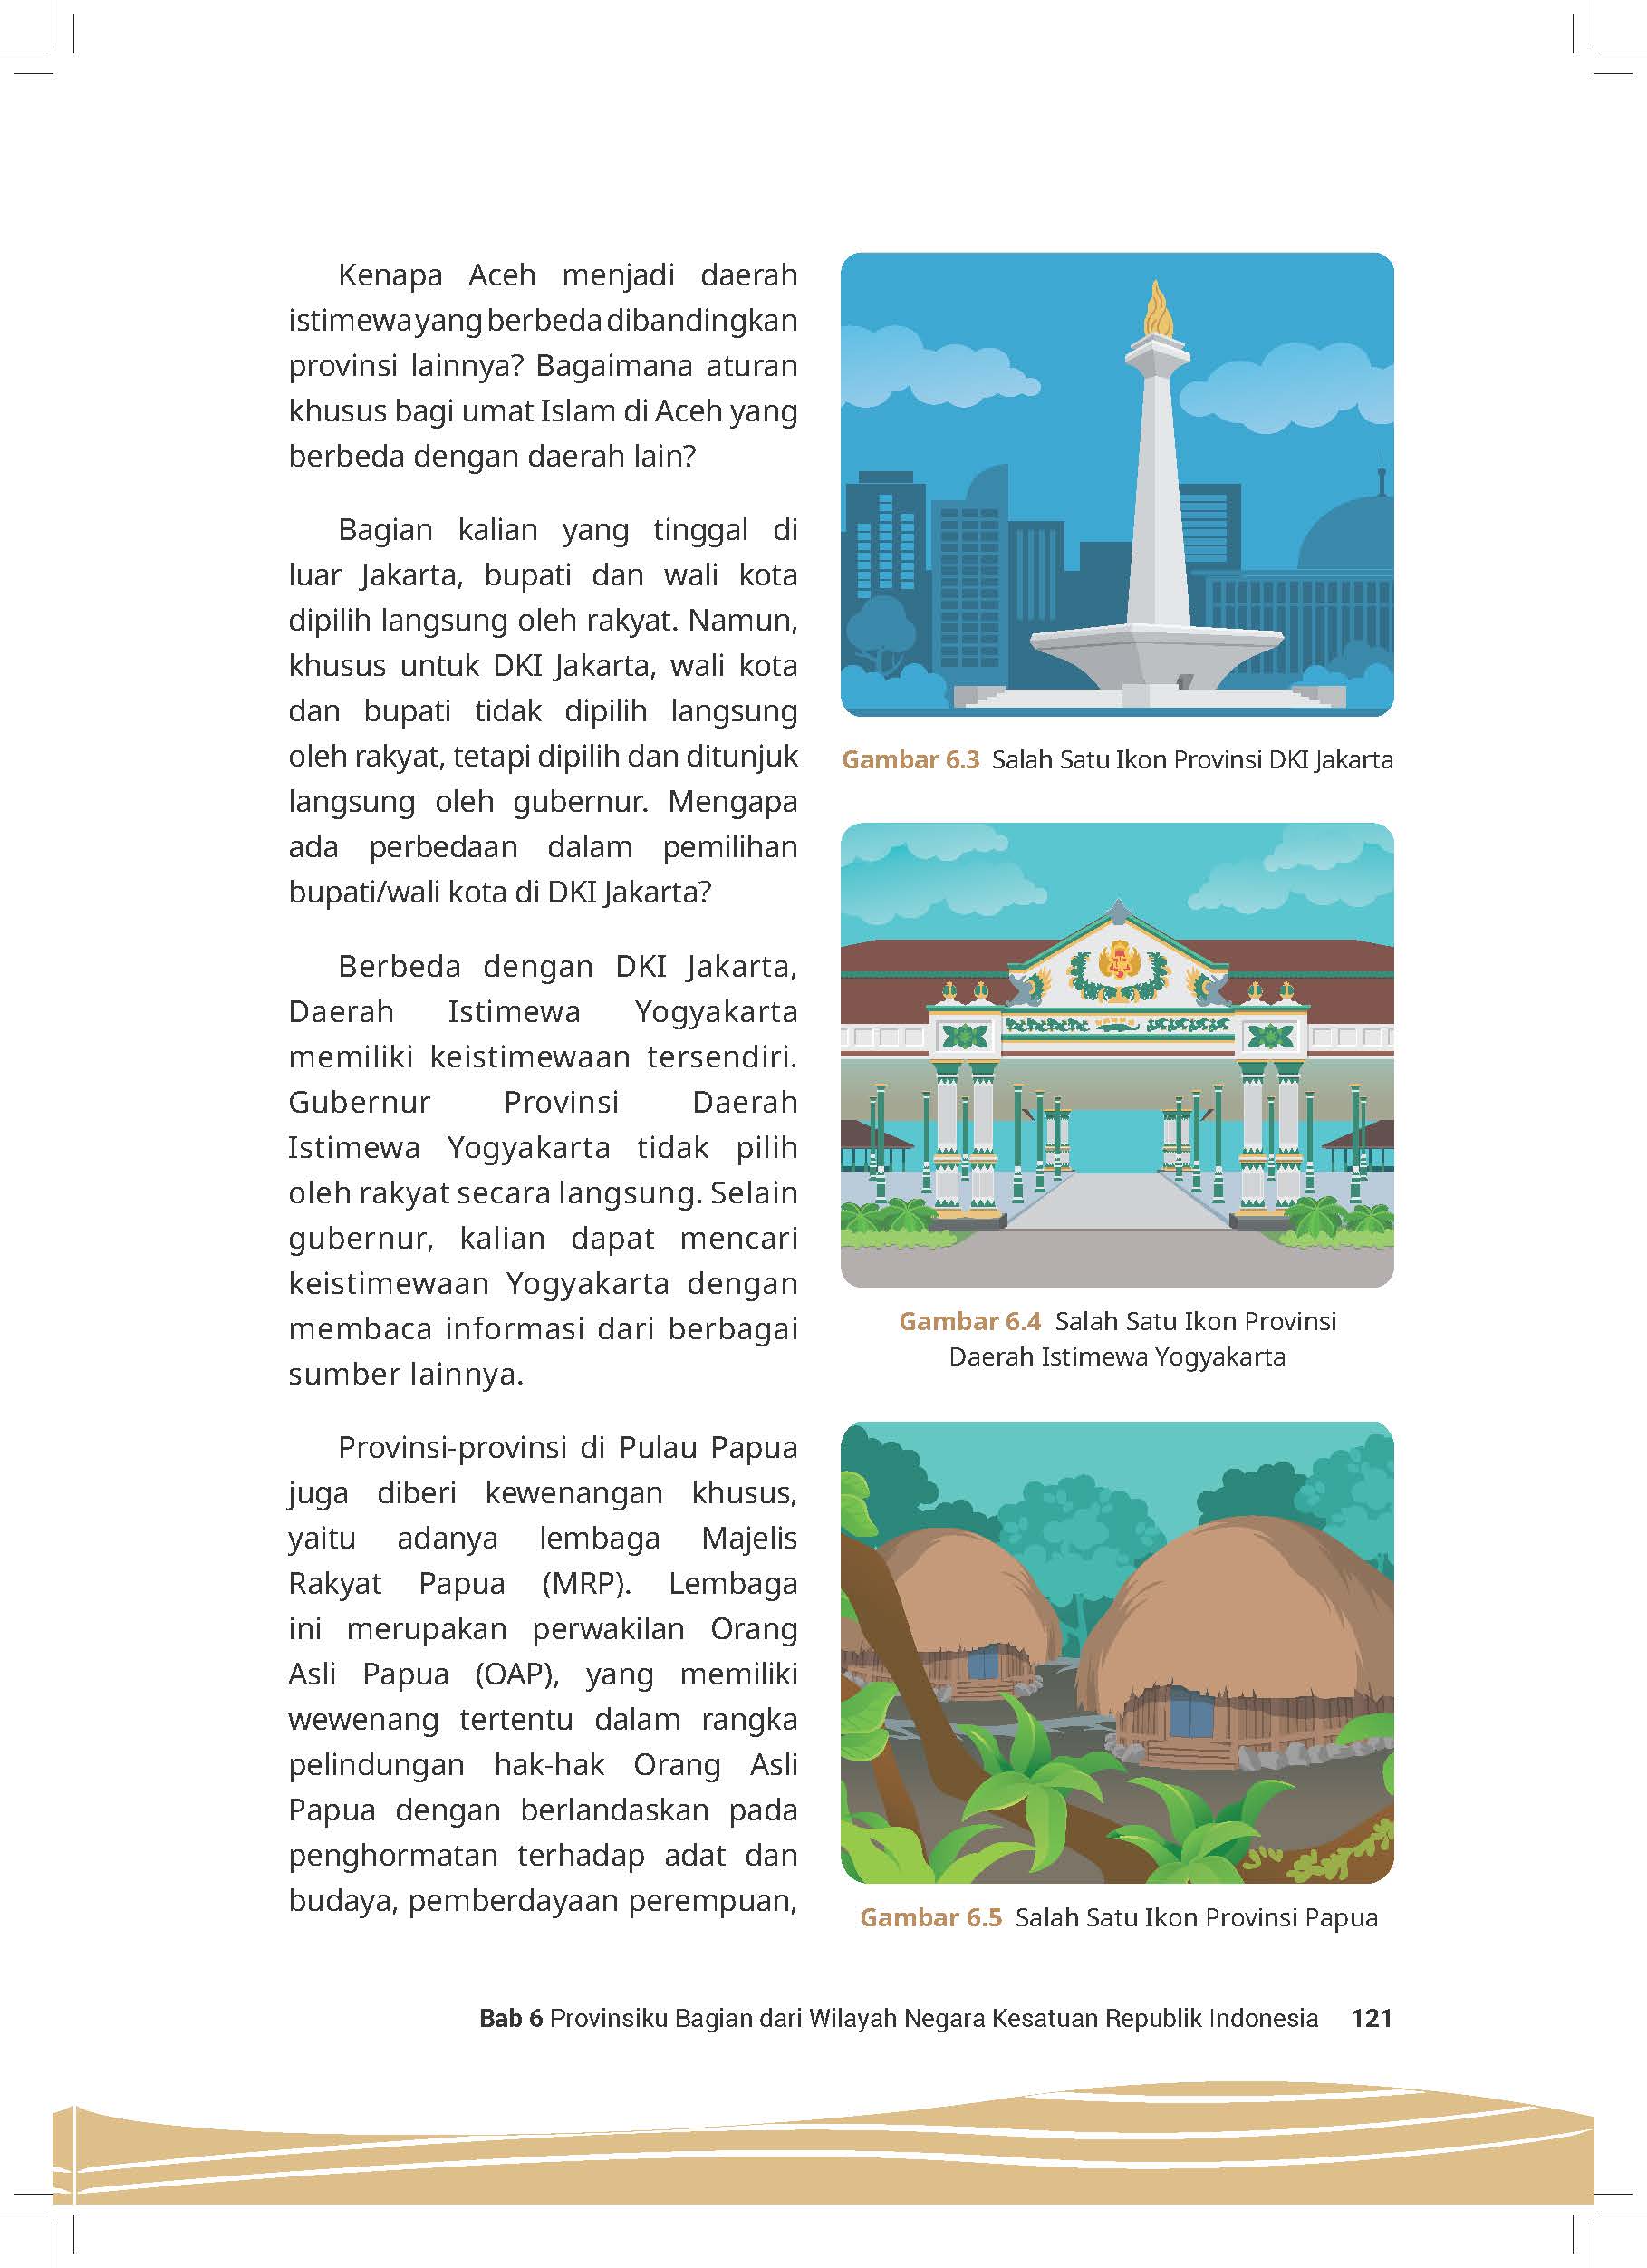 Kenapa Aceh menjadi daerah
istimewa yang berbeda dibandingkan
provinsi lainnya? Bagaimana aturan
khusus bagi umat Islam di Aceh yang
berbeda dengan daerah lain?
Bagian kalian yang tinggal di
luar Jakarta, bupati dan wali kota
dipilih langsung oleh rakyat. Namun,
khusus untuk DKI Jakarta, wali kota
dan bupati tidak dipilih langsung
oleh rakyat, tetapi dipilih dan ditunjuk
langsung oleh gubernur. Mengapa
ada perbedaan dalam pemilihan
bupati/wali kota di DKI Jakarta?
Berbeda dengan DKI Jakarta,
Daerah Istimewa Yogyakarta
memiliki keistimewaan tersendiri.
Gubernur Provinsi Daerah
Istimewa Yogyakarta tidak pilih
oleh rakyat secara langsung. Selain
gubernur, kalian dapat mencari
keistimewaan Yogyakarta dengan
membaca informasi dari berbagai
sumber lainnya.
Provinsi-provinsi di Pulau Papua
juga diberi kewenangan khusus,
yaitu adanya lembaga Majelis
Rakyat Papua (MRP). Lembaga
ini merupakan perwakilan Orang
Asli Papua (OAP), yang memiliki
wewenang tertentu dalam rangka
pelindungan hak-hak Orang Asli
Papua dengan berlandaskan pada
penghormatan terhadap adat dan
budaya, pemberdayaan perempuan,
Gambar 6.3 Salah Satu Ikon Provinsi DKI Jakarta
Gambar 6.4 Salah Satu Ikon Provinsi
Daerah Istimewa Yogyakarta
Gambar 6.5 Salah Satu Ikon Provinsi Papua
Bab 6 Provinsiku Bagian dari Wilayah Negara Kesatuan Republik Indonesia 121